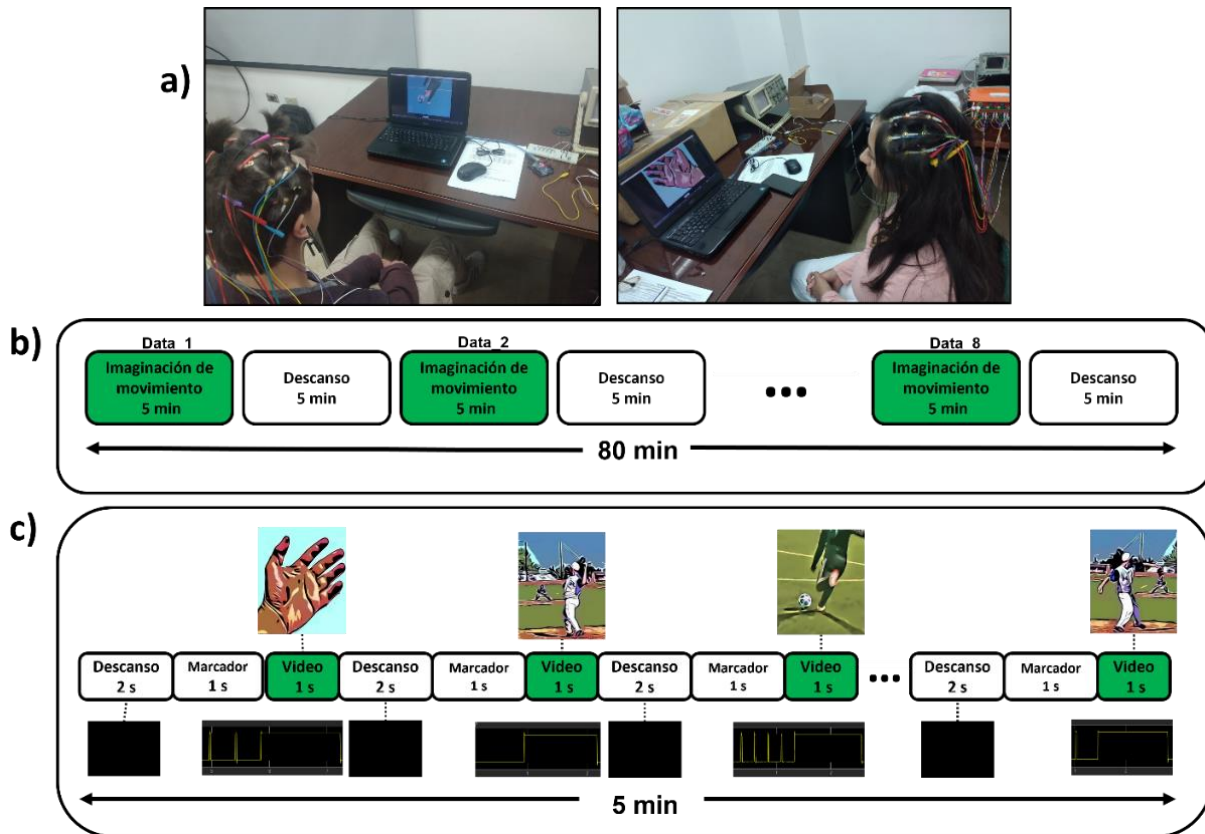 a)
b)
Data_1
Data_2
Data_8
Imaginación de
movimiento
5 min
Descanso
5 min
Imaginación de
movimiento
5 min
Descanso
5 min
...
Imaginación de
movimiento
5 min
Descanso
5 min
80 min
c)
Descanso
2 s
Marcador
1 s
Video
1 s
Descanso
2 s
Marcador
1 s
Video
1 s
Descanso
2 s
Marcador
1 s
Video
1 s
...
Descanso
2 s
Marcador
1 s
Video
1 s
5 min